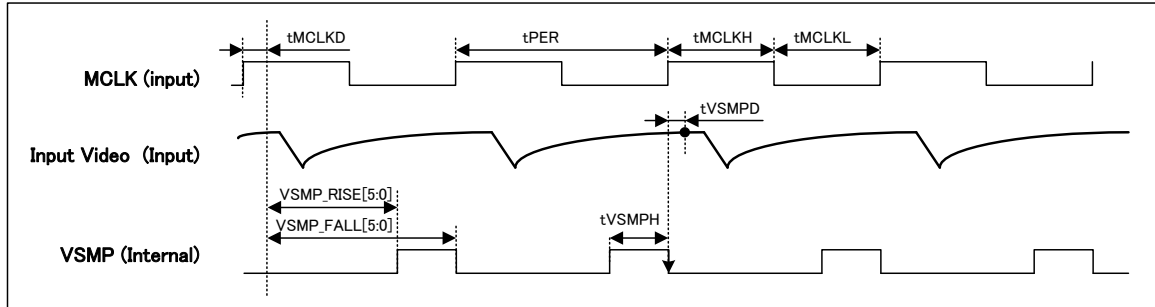 tMCLKD
tPER
tMCLKH
tMCLKL
MCLK (input)
tVSMPD
Input Video (Input)
VSMP_RISE[5:0]
VSMP_FALL[5:0]
tVSMPH
VSMP (Internal)